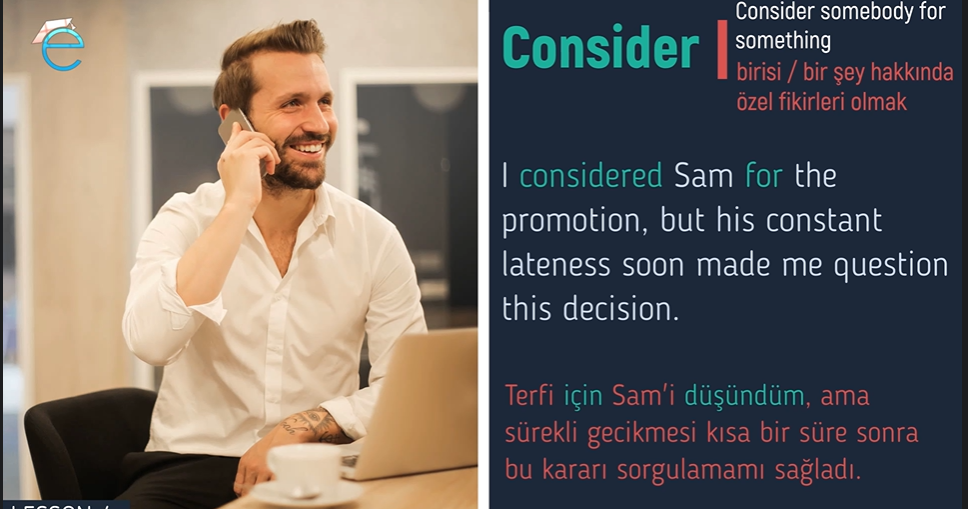 Consider
Consider somebody for
something
birisi / bir şey hakkında
özel fikirleri olmak
I considered Sam for the
promotion, but his constant
lateness soon made me question
this decision.
Terfi için Sam'i düşündüm, ama
sürekli gecikmesi kısa bir süre sonra
bu kararı sorgulamamı sağladı.
e